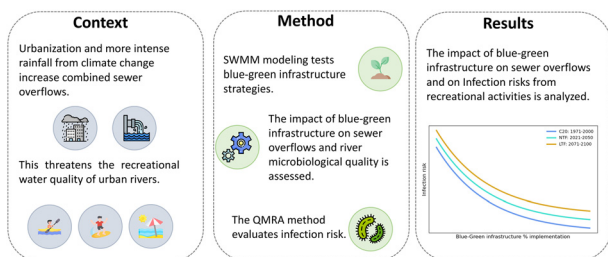 Context
Urbanization and more intense
rainfall from climate change
increase combined sewer
overflows.
This threatens the recreational
water quality of urban rivers.
Method
SWMM modeling tests
blue-green infrastructure
strategies.
The impact of blue-green
infrastructure on sewer
overflows and river
microbiological quality is
assessed.
The QMRA method
evaluates infection risk.
Results
The impact of blue-green
infrastructure on sewer overflows
and on Infection risks from
recreational activities is analyzed.
C20: 1971-2000
NTF: 2021-2050
LTF: 2071-2100
Infection risk
Blue-Green infrastructure % implementation